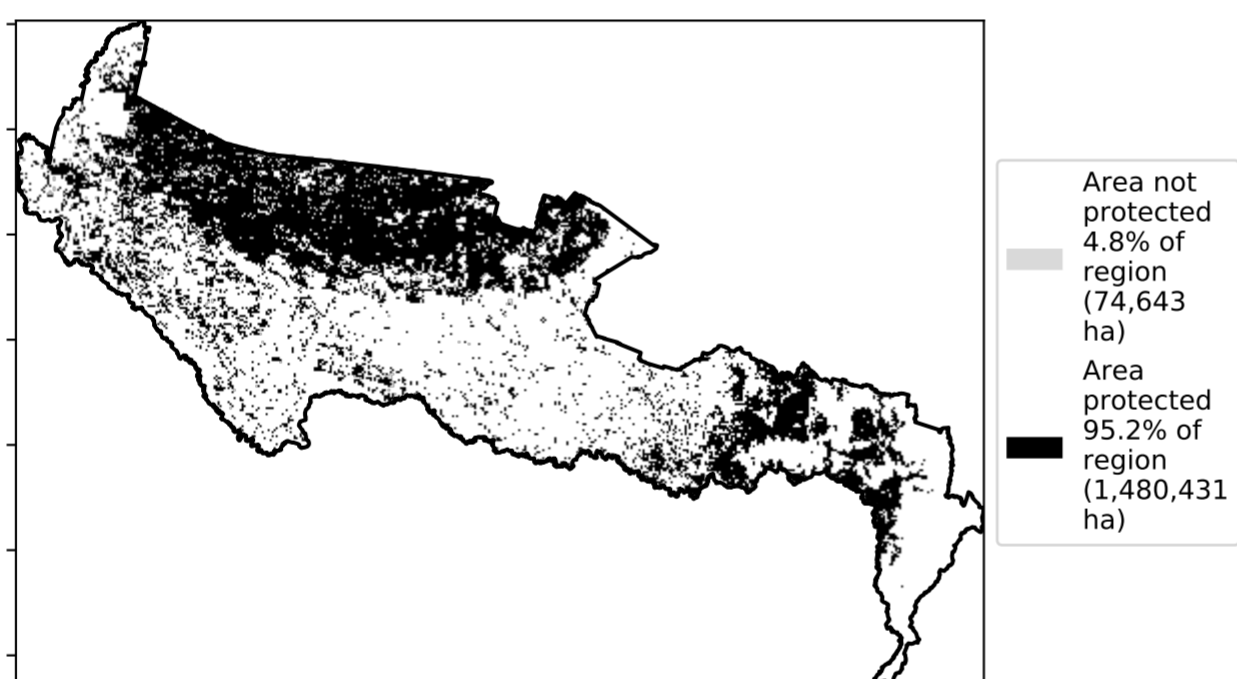 Area not
protected
4.8% of
region
(74,643
ha)
Area
protected
95.2% of
region
(1,480,431
ha)